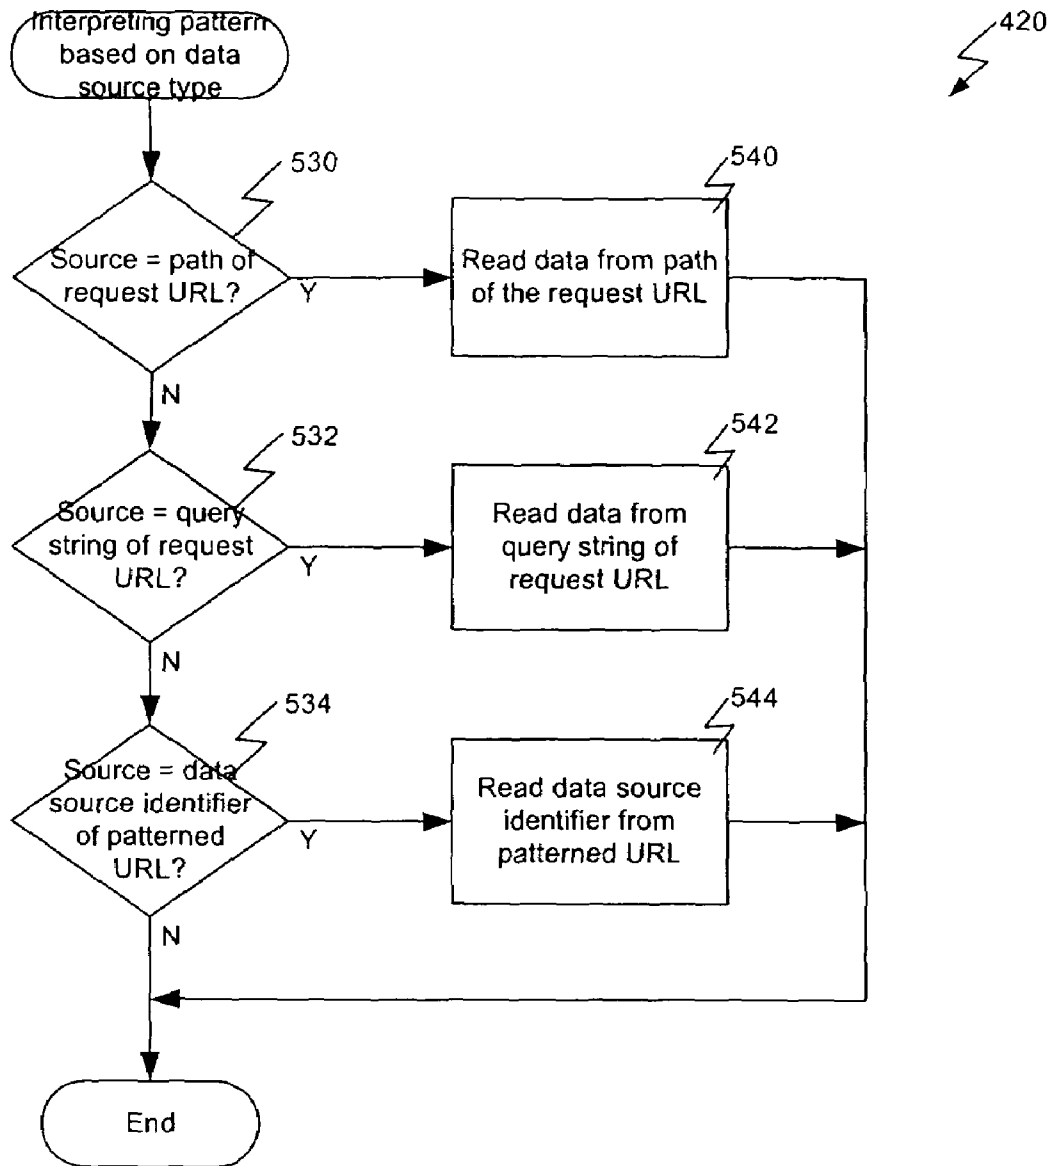 Interpreting pattern
based on data
source type
420
530
Source = path of
request URL?
Y
N
540
Read data from path
of the request URL
532
Source = query
string of request
URL?
Y
N
542
Read data from
query string of
request URL
534
Source = data
source identifier
of patterned
URL?
Y
N
544
Read data source
identifier from
patterned URL
End